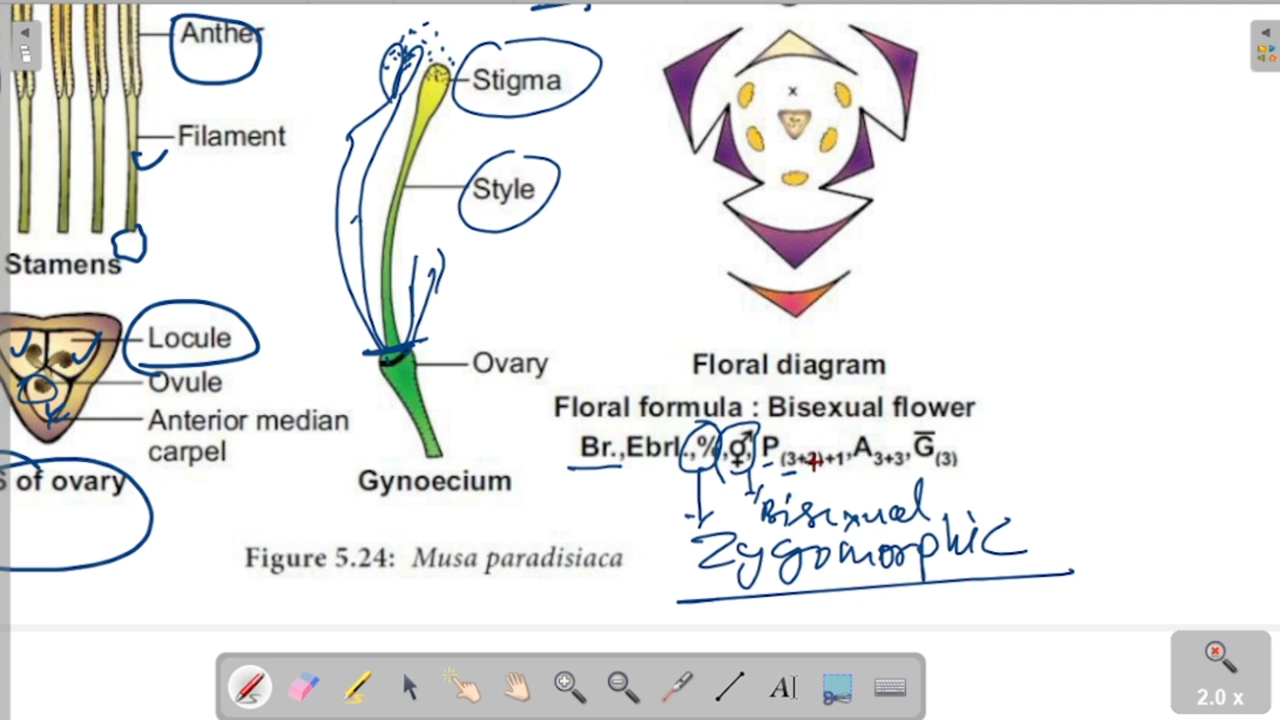 Anther
Stigma
Filament
Style
Stamens
Locule
Ovary
Ovule
Anterior median
carpel
of ovary
Gynoecium
Floral diagram
Floral formula : Bisexual flower
Br.,Ebrl.,%,⚥, P(3+2)+1,A3+3,G̅(3)
Bisexual
Zygomorphic
Figure 5.24: Musa paradisiaca
x
AI
2.0 x